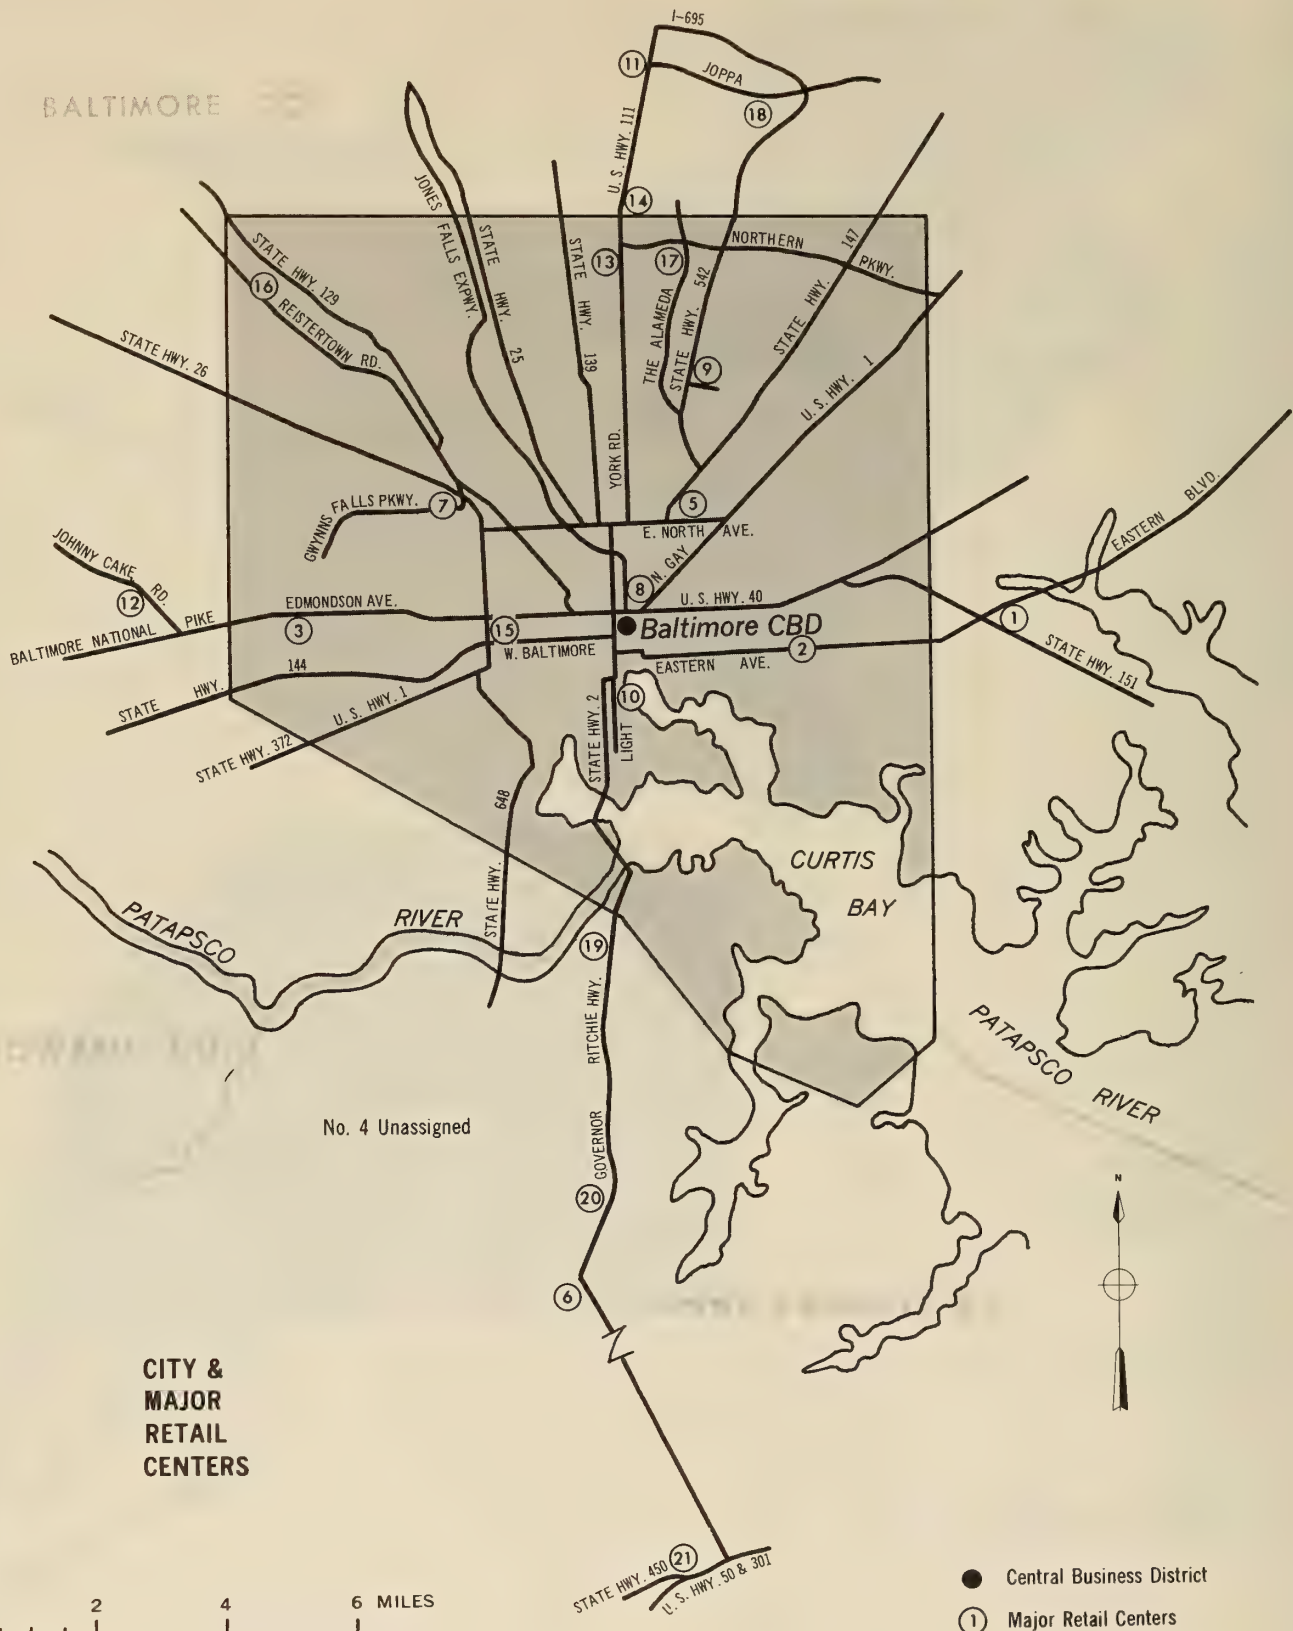 BALTIMORE
I-695
11
JOPPA
18
U.S. HWY. 111
14
JONES FALLS EXPWY.
STATE HWY. 25
STATE HWY. 139
13
17
NORTHERN PKWY.
STATE HWY. 147
STATE HWY. 129
16
REISTERTOWN RD.
THE ALAMEDA
STATE HWY. 542
9
U.S. HWY. 1
STATE HWY. 26
YORK RD.
GWYNNS FALLS PKWY.
7
5
E. NORTH AVE.
N. GAY
8
EASTERN BLVD.
JOHNNY CAKE RD.
12
BALTIMORE NATIONAL PIKE
EDMONDSON AVE.
3
15
U.S. HWY. 40
Baltimore CBD
W. BALTIMORE
EASTERN AVE.
2
1
STATE HWY. 151
STATE HWY. 144
U.S. HWY. 1
STATE HWY. 372
10
STATE HWY. 2
LIGHT
STATE HWY. 648
CURTIS
BAY
PATAPSCO RIVER
19
GOVERNOR RITCHIE HWY.
PATAPSCO RIVER
No. 4 Unassigned
20
6
N
CITY &
MAJOR
RETAIL
CENTERS
STATE HWY. 450
21
U.S. HWY. 50 & 301
2 4 6 MILES
Central Business District
1 Major Retail Centers